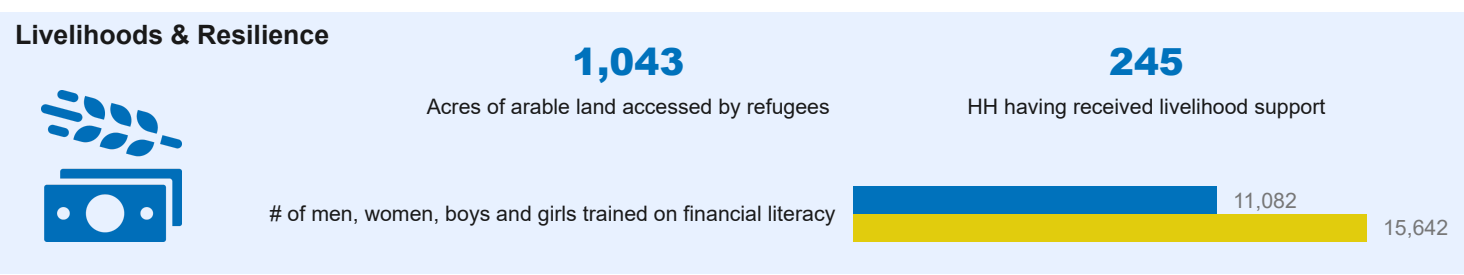 Livelihoods & Resilience
1,043
Acres of arable land accessed by refugees
245
HH having received livelihood support
# of men, women, boys and girls trained on financial literacy
11,082
15,642